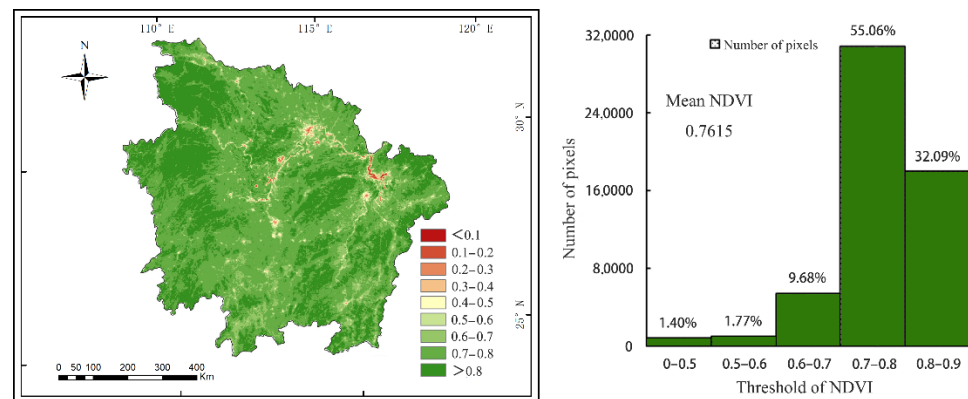 110° E
115° E
120° E
N
30° N
25° N
<0.1
0.1–0.2
0.2–0.3
0.3–0.4
0.4–0.5
0.5–0.6
0.6–0.7
0.7–0.8
>0.8
0 50 100 200 300 400
Km
55.06%
32,0000
Number of pixels
Mean NDVI
0.7615
24,0000
32.09%
16,0000
Number of pixels
8,0000
9.68%
1.40%
1.77%
0
0–0.5
0.5–0.6
0.6–0.7
0.7–0.8
0.8–0.9
Threshold of NDVI